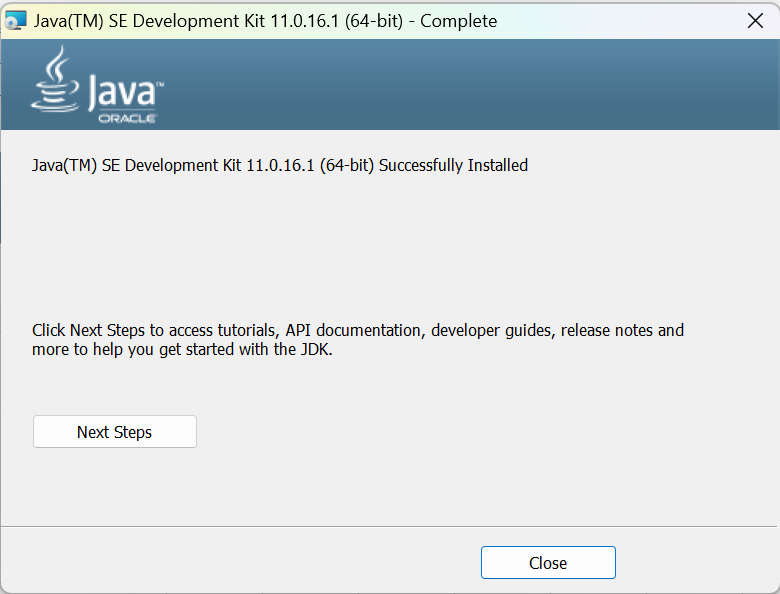 Java(TM) SE Development Kit 11.0.16.1 (64-bit) - Complete
Java™
ORACLE
Java(TM) SE Development Kit 11.0.16.1 (64-bit) Successfully Installed
Click Next Steps to access tutorials, API documentation, developer guides, release notes and
more to help you get started with the JDK.
Next Steps
Close